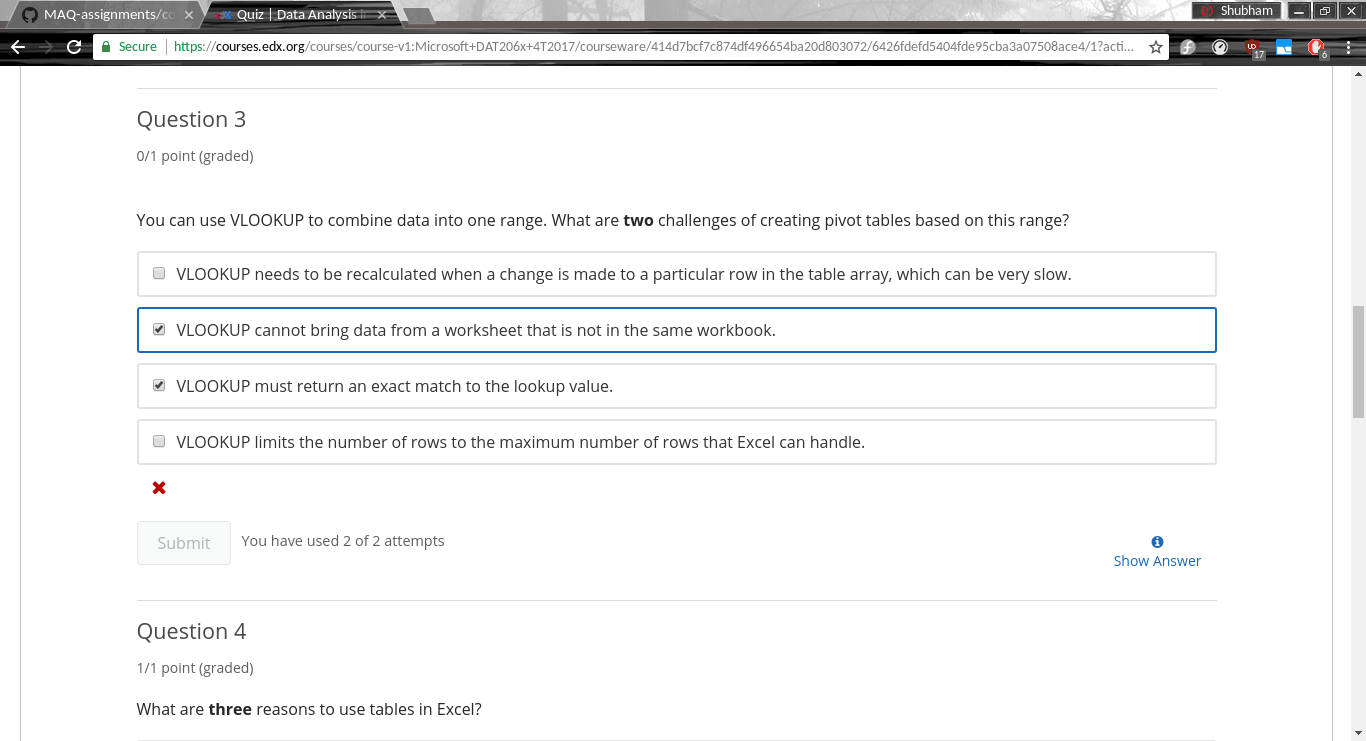 MAQ-assignments/co
Quiz | Data Analysis
Shubham
Secure
https://courses.edx.org/courses/course-v1:Microsoft+DAT206x+4T2017/courseware/414d7bcf7c874df496654ba20d803072/6426fdefd5404fde95cba3a07508ace4/1?acti...
17
6
Question 3
0/1 point (graded)
You can use VLOOKUP to combine data into one range. What are two challenges of creating pivot tables based on this range?
VLOOKUP needs to be recalculated when a change is made to a particular row in the table array, which can be very slow.
VLOOKUP cannot bring data from a worksheet that is not in the same workbook.
VLOOKUP must return an exact match to the lookup value.
VLOOKUP limits the number of rows to the maximum number of rows that Excel can handle.
Submit
You have used 2 of 2 attempts
Show Answer
Question 4
1/1 point (graded)
What are three reasons to use tables in Excel?